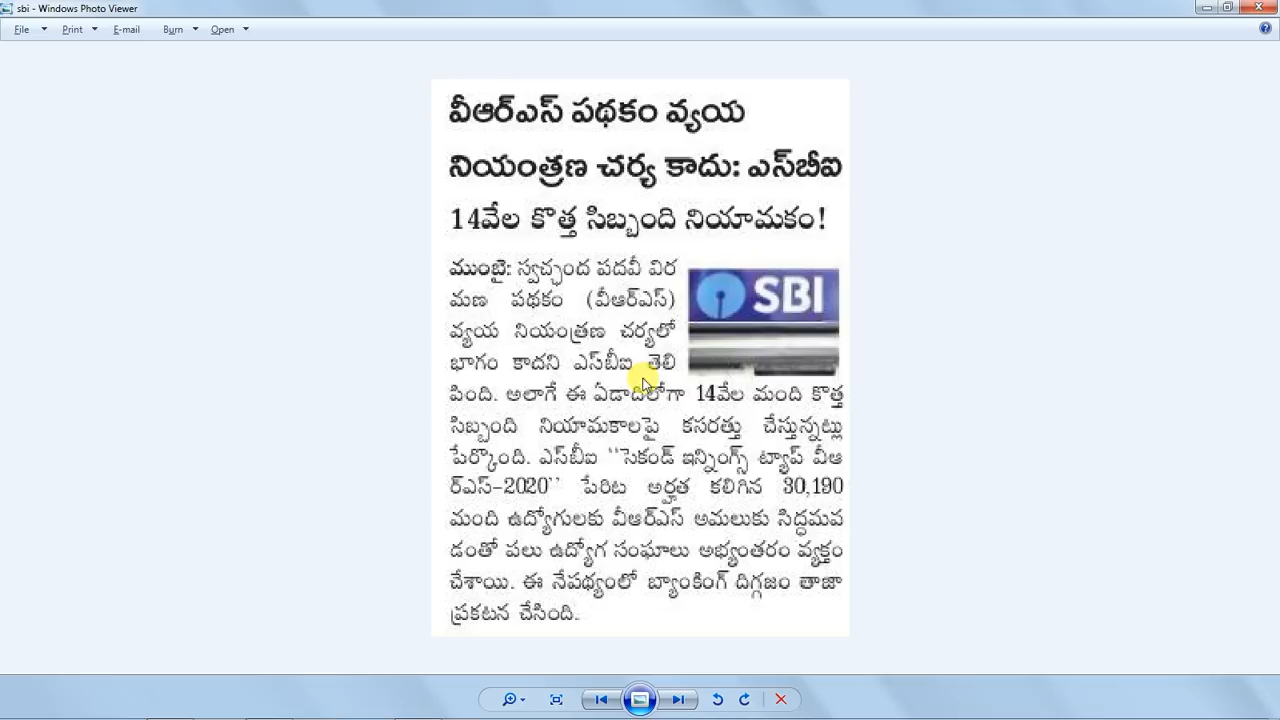 sbi - Windows Photo Viewer
File Print E-mail Burn Open
వీఆర్ఎస్ పథకం వ్యయ
నియంత్రణ చర్య కాదు: ఎస్‌బీఐ
14వేల కొత్త సిబ్బంది నియామకం!
ముంబై: స్వచ్ఛంద పదవీ విర
మణ పథకం (వీఆర్ఎస్)
వ్యయ నియంత్రణ చర్యలో
భాగం కాదని ఎస్‌బీఐ తెలి
SBI
పింది. అలాగే ఈ ఏడాదిలోగా 14వేల మంది కొత్త
సిబ్బంది నియామకాలపై కసరత్తు చేస్తున్నట్లు
పేర్కొంది. ఎస్‌బీఐ ‘‘సెకండ్ ఇన్నింగ్స్ ట్యాప్ వీఆ
ర్ఎస్-2020’’ పేరిట అర్హత కలిగిన 30,190
మంది ఉద్యోగులకు వీఆర్ఎస్ అమలుకు సిద్ధమవ
డంతో పలు ఉద్యోగ సంఘాలు అభ్యంతరం వ్యక్తం
చేశాయి. ఈ నేపథ్యంలో బ్యాంకింగ్ దిగ్గజం తాజా
ప్రకటన చేసింది.